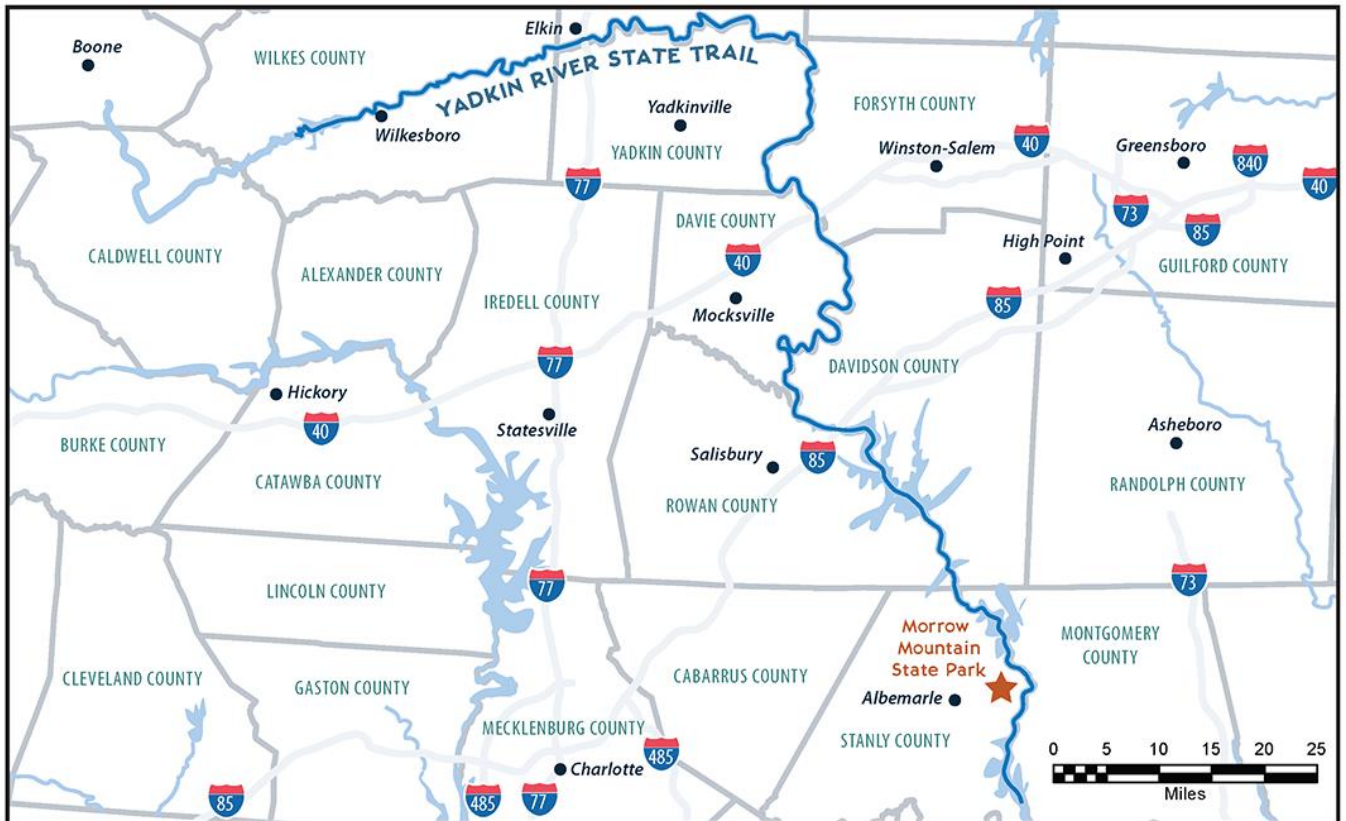 Elkin
Boone
WILKES COUNTY
YADKIN RIVER STATE TRAIL
Yadkinville
FORSYTH COUNTY
Wilkesboro
YADKIN COUNTY
Winston-Salem
40
Greensboro
840
40
77
73
85
DAVIE COUNTY
High Point
CALDWELL COUNTY
ALEXANDER COUNTY
40
GUILFORD COUNTY
IREDELL COUNTY
Mocksville
85
77
DAVIDSON COUNTY
Hickory
40
Statesville
Asheboro
BURKE COUNTY
Salisbury
85
CATAWBA COUNTY
ROWAN COUNTY
RANDOLPH COUNTY
77
73
LINCOLN COUNTY
Morrow
Mountain
State Park
MONTGOMERY
COUNTY
CLEVELAND COUNTY
GASTON COUNTY
CABARRUS COUNTY
Albemarle
MECKLENBURG COUNTY
STANLY COUNTY
485
Charlotte
85
485
77
0 5 10 15 20 25
Miles